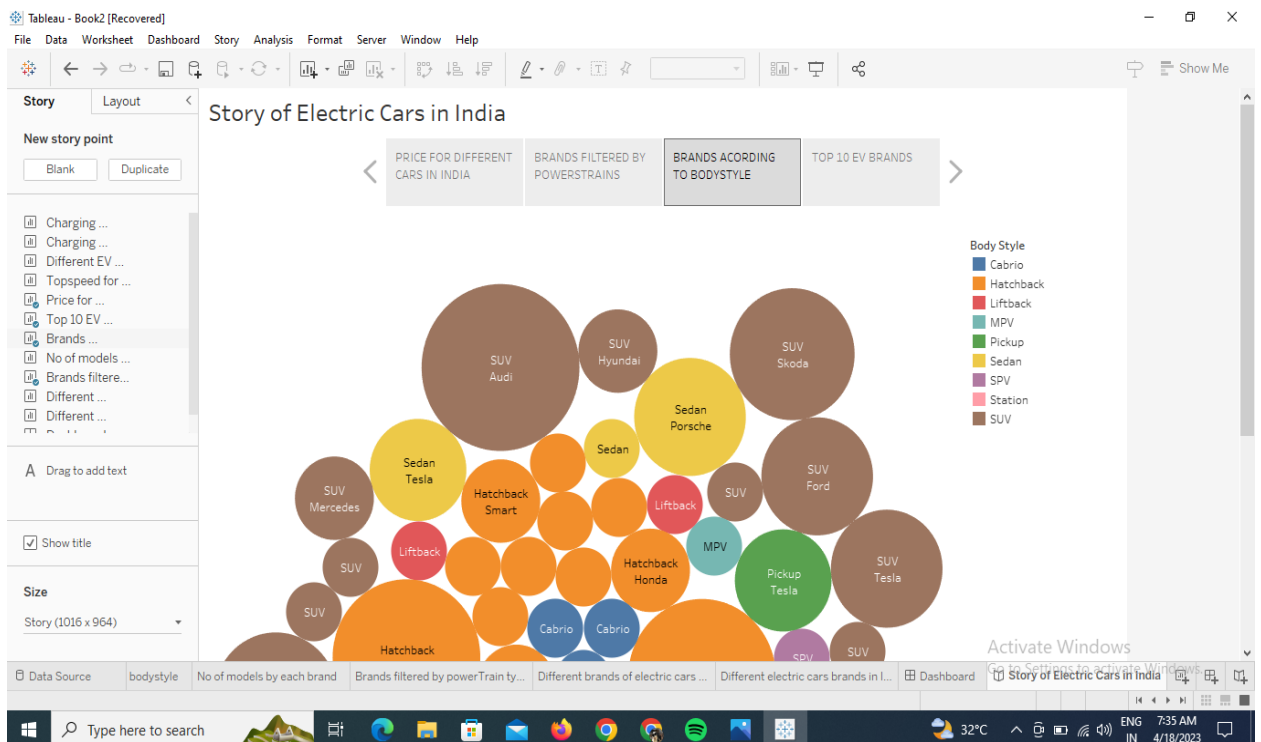 Tableau - Book2 [Recovered]
File Data Worksheet Dashboard Story Analysis Format Server Window Help
Show Me
Story Layout
New story point
Blank Duplicate
Charging ...
Charging ...
Different EV ...
Topspeed for ...
Price for ...
Top 10 EV ...
Brands ...
No of models ...
Brands filtere...
Different ...
Different ...
Drag to add text
Show title
Size
Story (1016 x 964)
Story of Electric Cars in India
PRICE FOR DIFFERENT
CARS IN INDIA
BRANDS FILTERED BY
POWERSTRAINS
BRANDS ACORDING
TO BODYSTYLE
TOP 10 EV BRANDS
Body Style
Cabrio
Hatchback
Liftback
MPV
Pickup
Sedan
SPV
Station
SUV
SUV
Audi
SUV
Hyundai
SUV
Skoda
Sedan
Porsche
Sedan
Sedan
Tesla
SUV
Mercedes
Hatchback
Smart
Liftback
SUV
SUV
Ford
Liftback
MPV
SUV
Hatchback
Honda
Pickup
Tesla
SUV
Tesla
SUV
Cabrio
Cabrio
Hatchback
SPV
SUV
Activate Windows
Go to Settings to activate Windows.
Data Source
bodystyle
No of models by each brand
Brands filtered by powerTrain ty...
Different brands of electric cars ...
Different electric cars brands in I...
Dashboard
Story of Electric Cars in India
Type here to search
32°C
ENG
IN
7:35 AM
4/18/2023